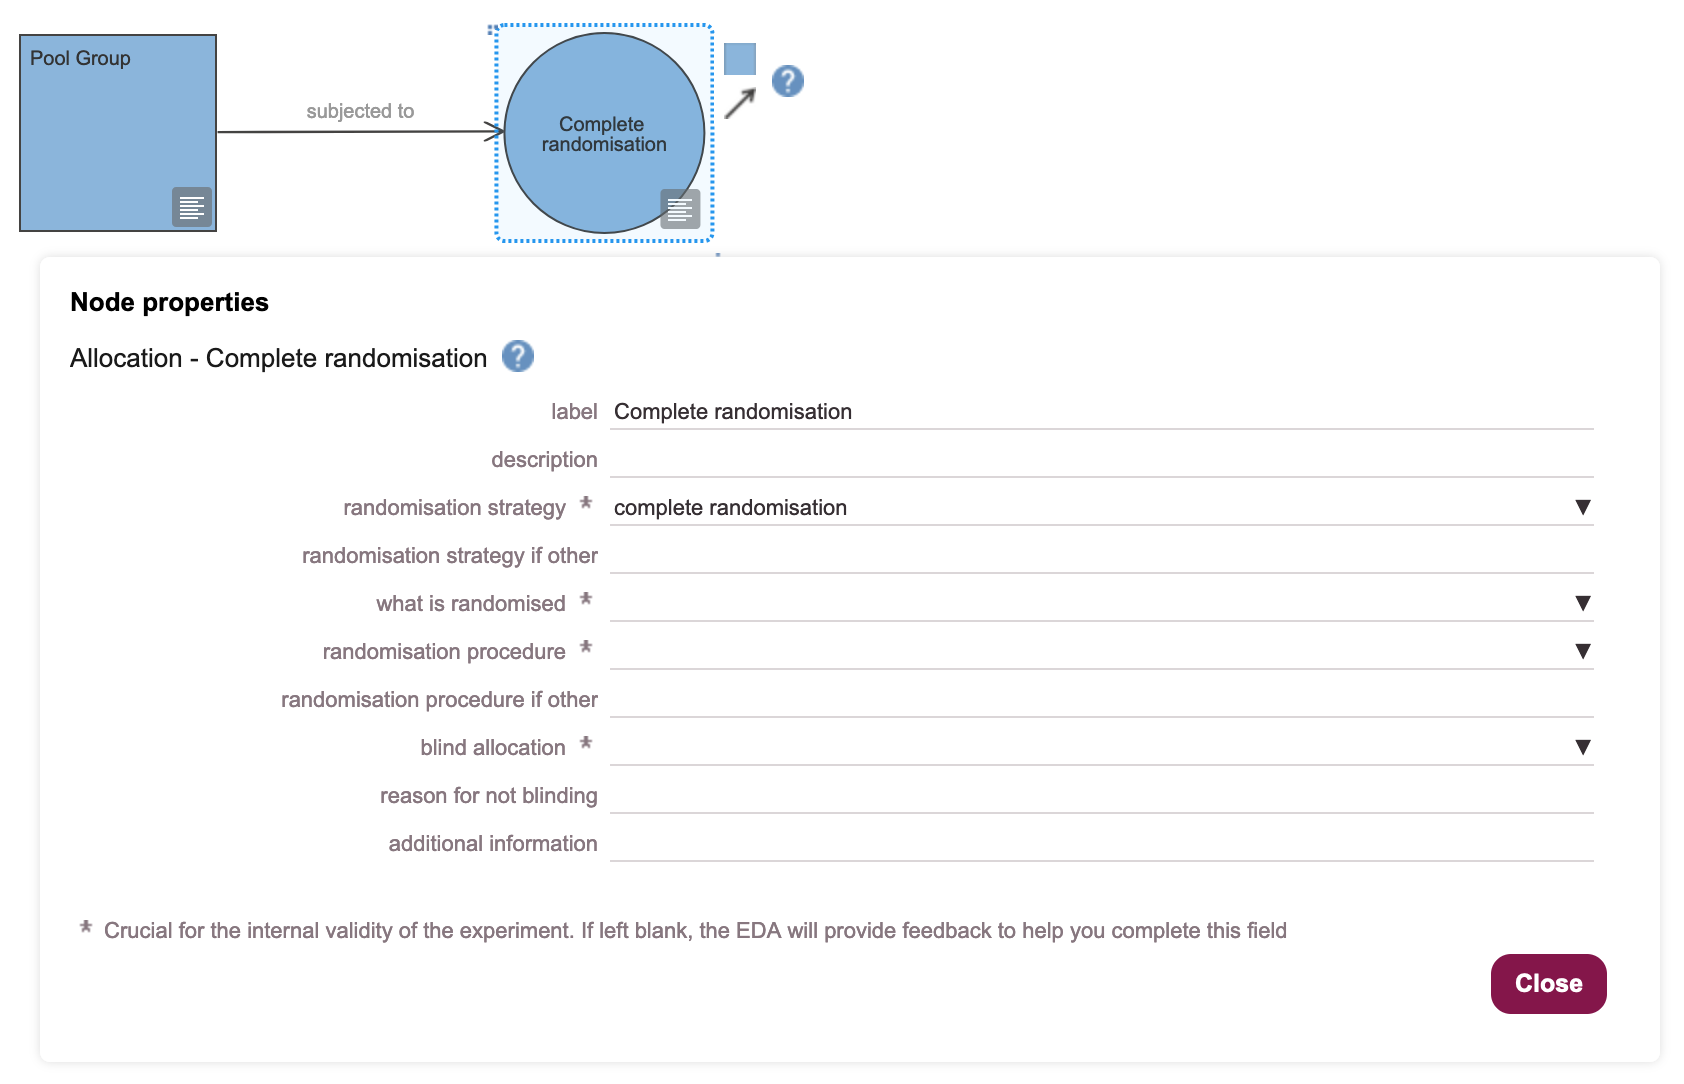 Pool Group
subjected to
Complete
randomisation
?
Node properties
Allocation - Complete randomisation ?
label Complete randomisation
description
randomisation strategy * complete randomisation ▼
randomisation strategy if other
what is randomised * ▼
randomisation procedure * ▼
randomisation procedure if other
blind allocation * ▼
reason for not blinding
additional information
* Crucial for the internal validity of the experiment. If left blank, the EDA will provide feedback to help you complete this field
Close